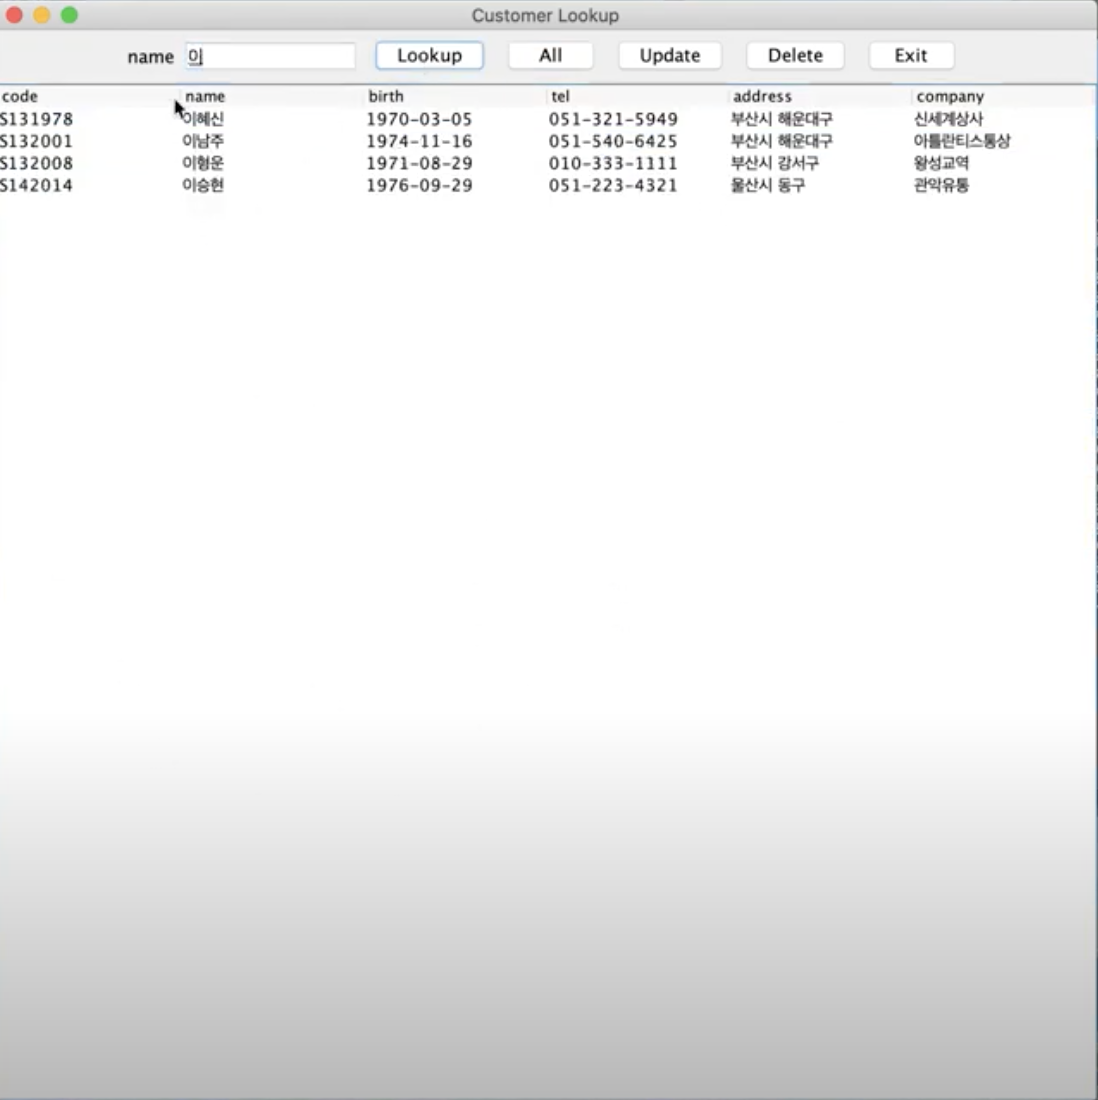 Customer Lookup
name 이 Lookup All Update Delete Exit
code name birth tel address company
S131978 이혜신 1970-03-05 051-321-5949 부산시 해운대구 신세계상사
S132001 이남주 1974-11-16 051-540-6425 부산시 해운대구 아틀란티스통상
S132008 이형운 1971-08-29 010-333-1111 부산시 강서구 왕성교역
S142014 이승현 1976-09-29 051-223-4321 울산시 동구 관악유통